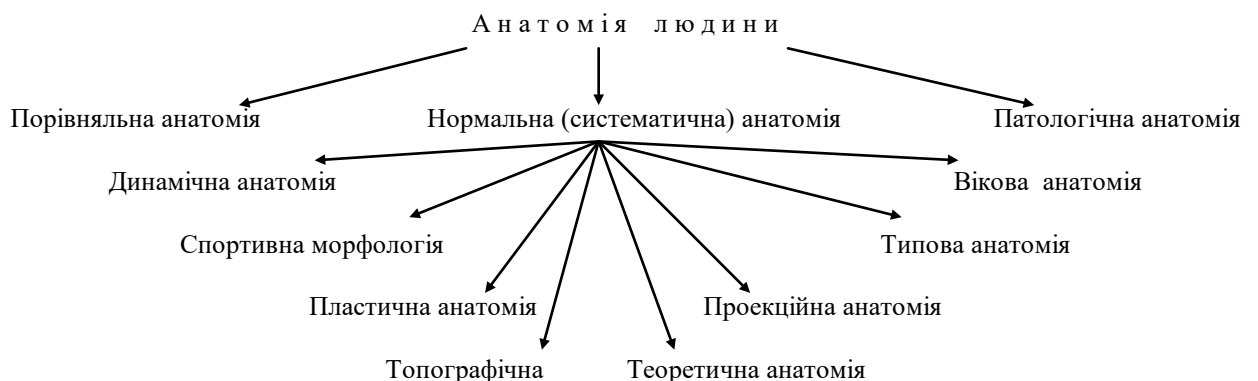 Анатомія людини
Порівняльна анатомія Нормальна (систематична) анатомія Патологічна анатомія
Динамічна анатомія Вікова анатомія
Спортивна морфологія Типова анатомія
Пластична анатомія Проекційна анатомія
Топографічна Теоретична анатомія